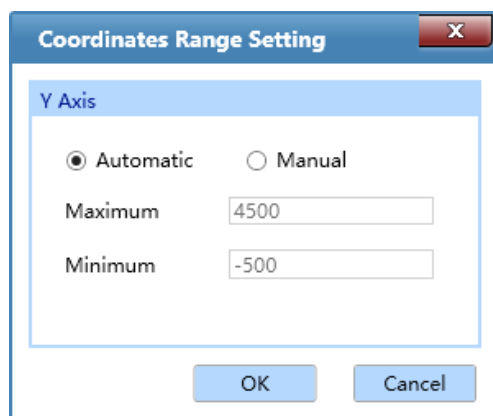 Coordinates Range Setting
x
Y Axis
Automatic Manual
Maximum 4500
Minimum -500
OK Cancel